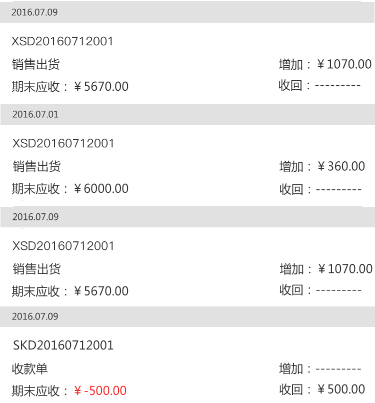 2016.07.09
XSD20160712001
销售出货 增加：￥1070.00
期末应收：￥5670.00 收回：---------
2016.07.01
XSD20160712001
销售出货 增加：￥360.00
期末应收：￥6000.00 收回：---------
2016.07.09
XSD20160712001
销售出货 增加：￥1070.00
期末应收：￥5670.00 收回：---------
2016.07.09
SKD20160712001
收款单 增加：---------
期末应收：￥-500.00 收回：￥500.00